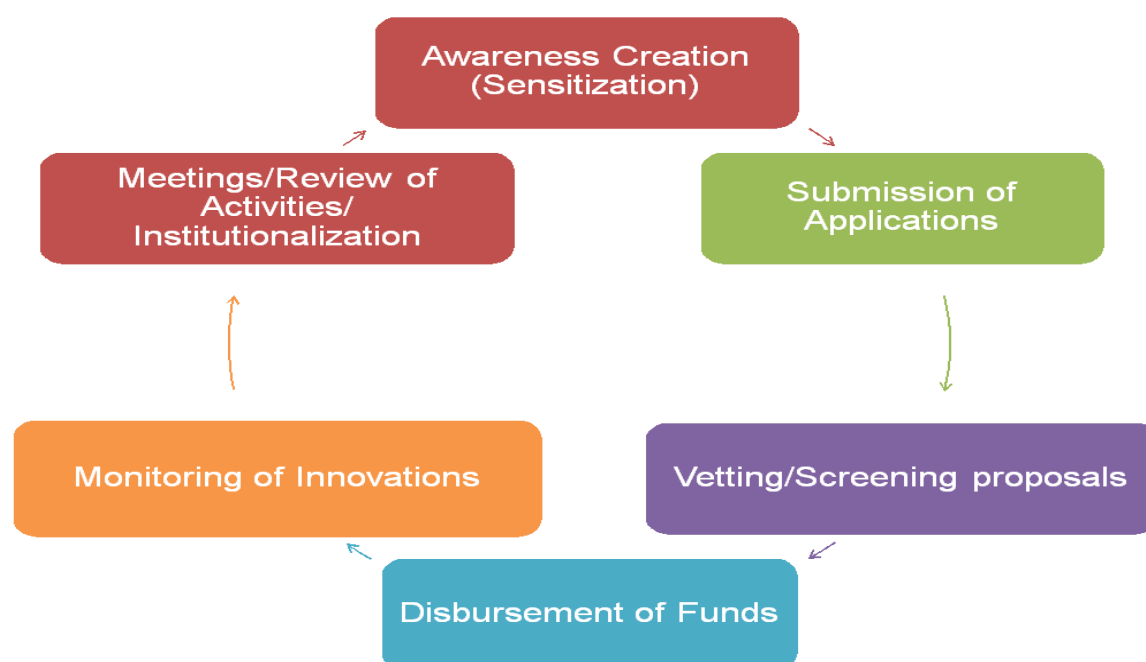 Awareness Creation
(Sensitization)
Submission of
Applications
Vetting/Screening proposals
Disbursement of Funds
Monitoring of Innovations
Meetings/Review of
Activities/
Institutionalization